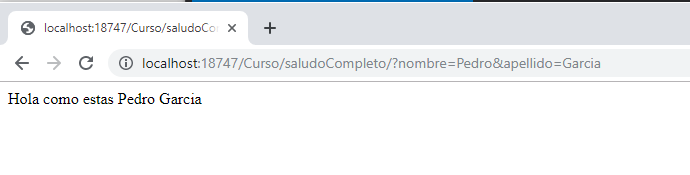 localhost:18747/Curso/saludoCo
localhost:18747/Curso/saludoCompleto/?nombre=Pedro&apellido=Garcia
Hola como estas Pedro Garcia